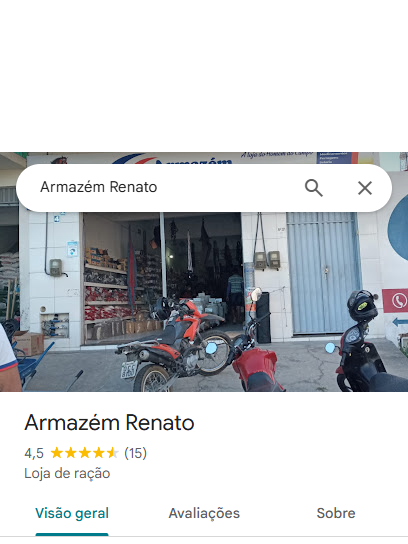 A loja do Homem do Campo
Armazém
Armazém Renato
Armazém Renato
4,5 (15)
Loja de ração
Visão geral
Avaliações
Sobre